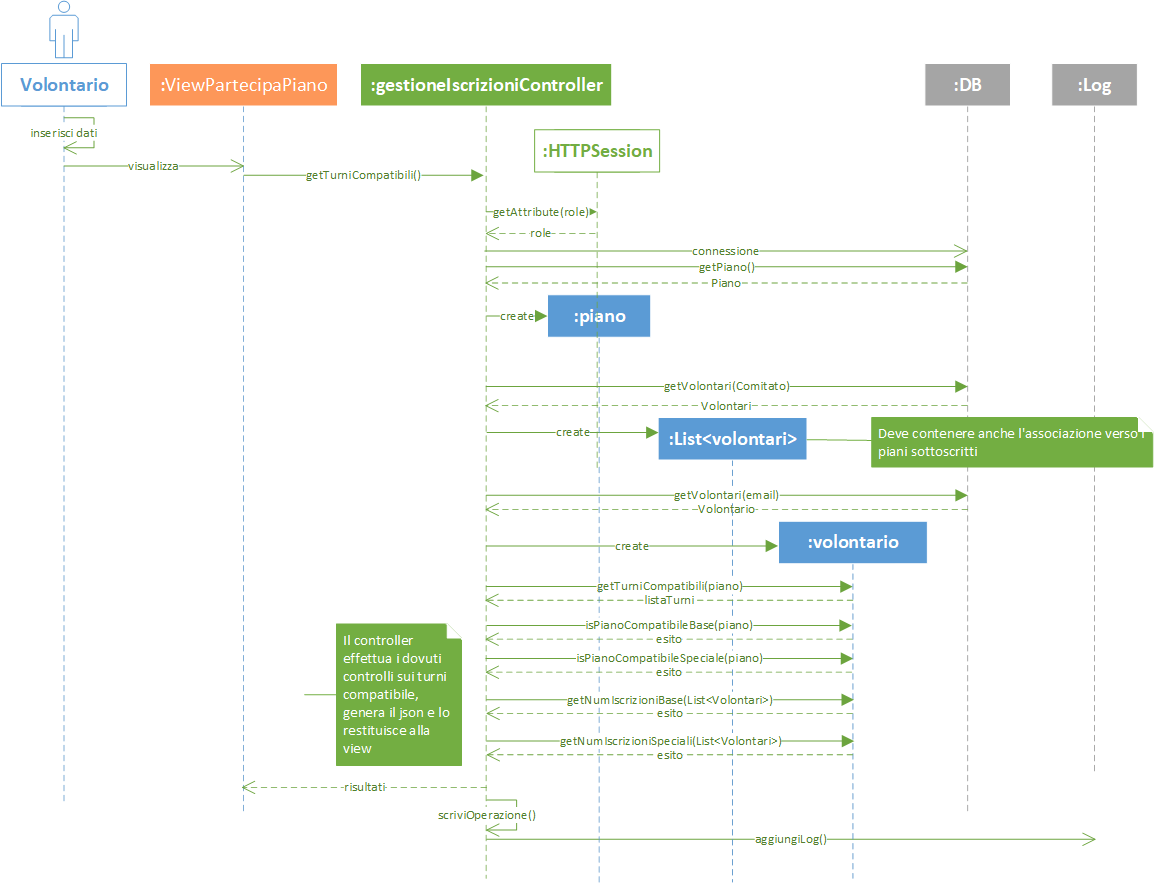 Volontario
:ViewPartecipaPiano
:gestioneIscrizioniController
:DB
:Log
inserisci dati
:HTTPSession
visualizza
getTurniCompatibili()
getAttribute(role)
role
connessione
getPiano()
Piano
create
:piano
getVolontari(Comitato)
Volontari
create
:List<volontari>
Deve contenere anche l'associazione verso i
piani sottoscritti
getVolontari(email)
Volontario
create
:volontario
getTurniCompatibili(piano)
listaTurni
isPianoCompatibileBase(piano)
esito
Il controller
effettua i dovuti
controlli sui turni
compatibile,
genera il json e lo
restituisce alla
view
isPianoCompatibileSpeciale(piano)
esito
getNumIscrizioniBase(List<Volontari>)
esito
getNumIscrizioniSpeciali(List<Volontari>)
esito
risultati
scriviOperazione()
aggiungiLog()